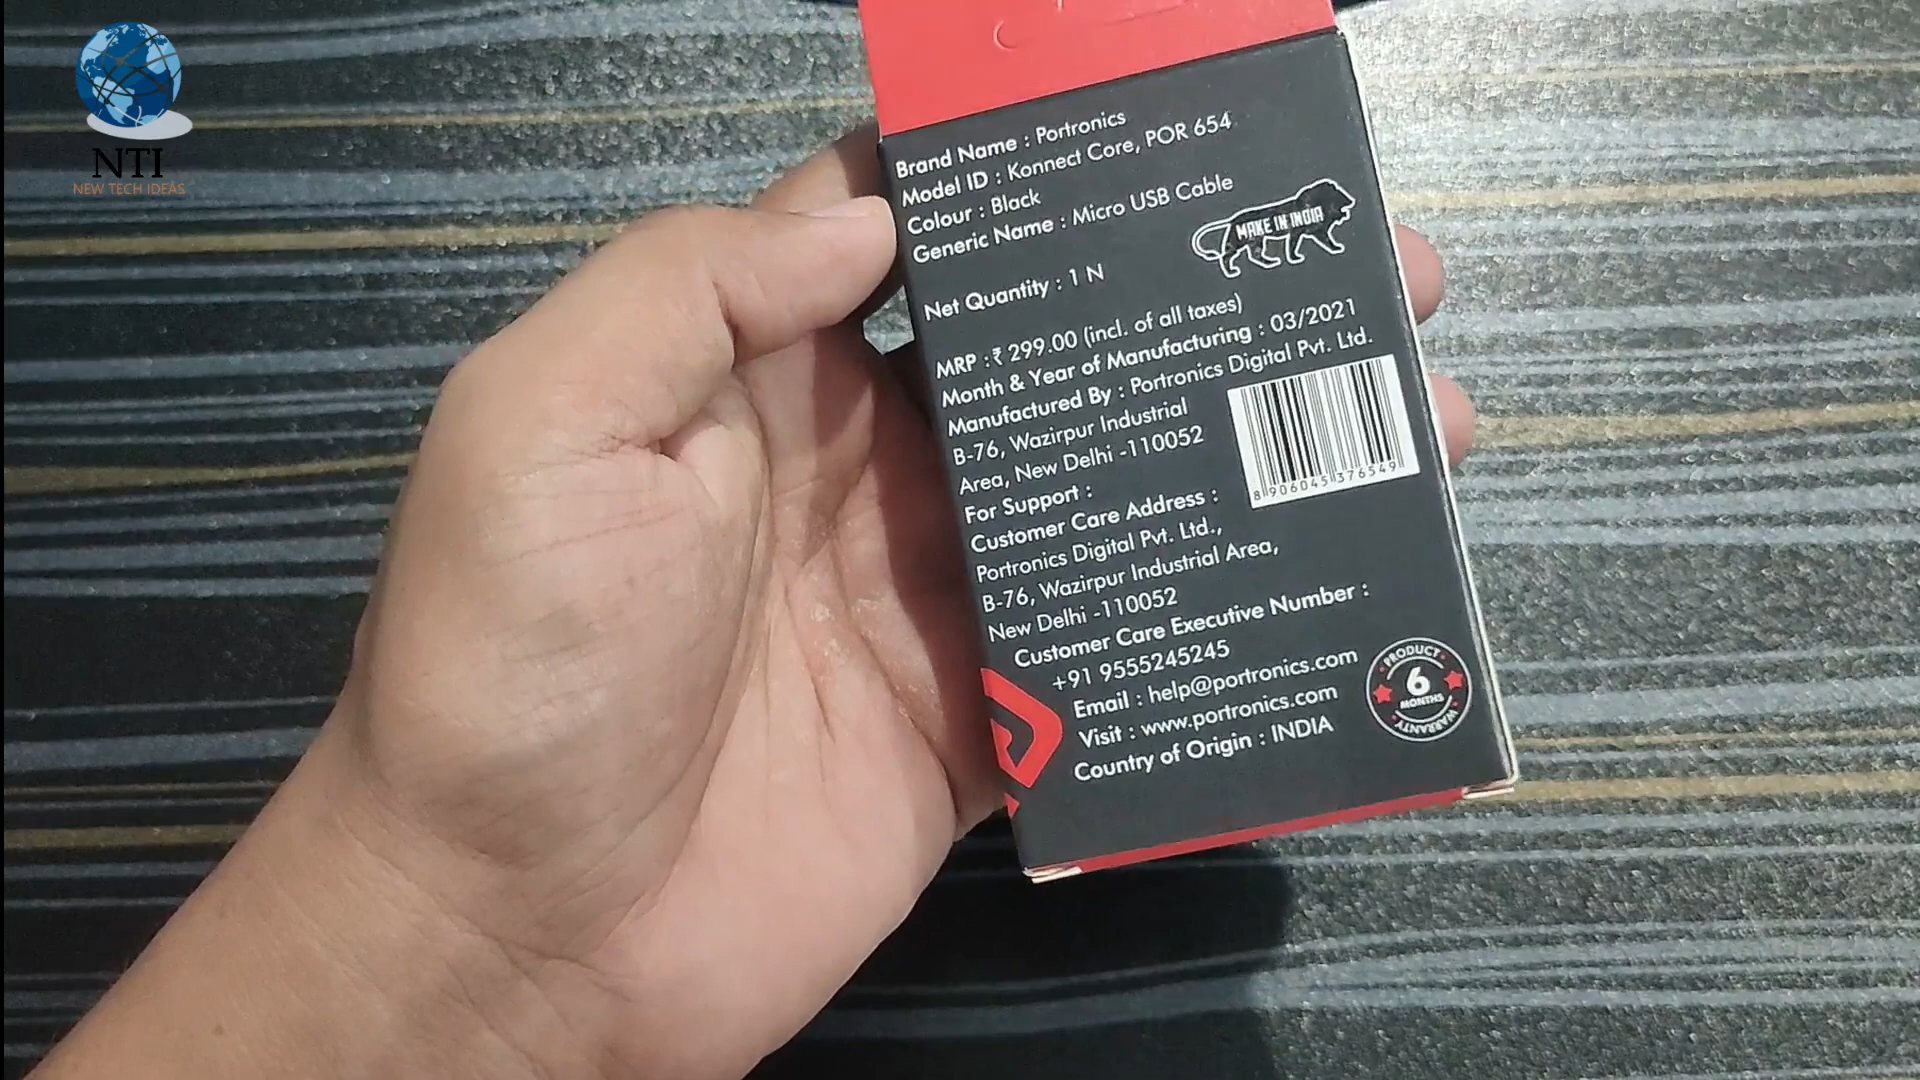 NTI
NEW TECH IDEAS
Brand Name : Portronics
Model ID : Konnect Core, POR 654
Colour : Black
Generic Name : Micro USB Cable
MAKE IN INDIA
Net Quantity : 1 N
MRP : ₹ 299.00 (incl. of all taxes)
Month & Year of Manufacturing : 03/2021
Manufactured By : Portronics Digital Pvt. Ltd.
B-76, Wazirpur Industrial
Area, New Delhi -110052
8 906045 376549
For Support :
Customer Care Address :
Portronics Digital Pvt. Ltd.,
B-76, Wazirpur Industrial Area,
New Delhi -110052
Customer Care Executive Number :
+91 9555245245
Email : help@portronics.com
Visit : www.portronics.com
Country of Origin : INDIA
PRODUCT
6
MONTHS
WARRANTY